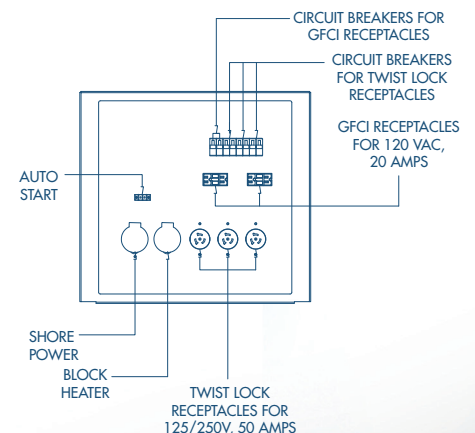 CIRCUIT BREAKERS FOR
GFCI RECEPTACLES
CIRCUIT BREAKERS
FOR TWIST LOCK
RECEPTACLES
GFCI RECEPTACLES
FOR 120 VAC,
20 AMPS
AUTO
START
SHORE
POWER
BLOCK
HEATER
TWIST LOCK
RECEPTACLES FOR
125/250V, 50 AMPS